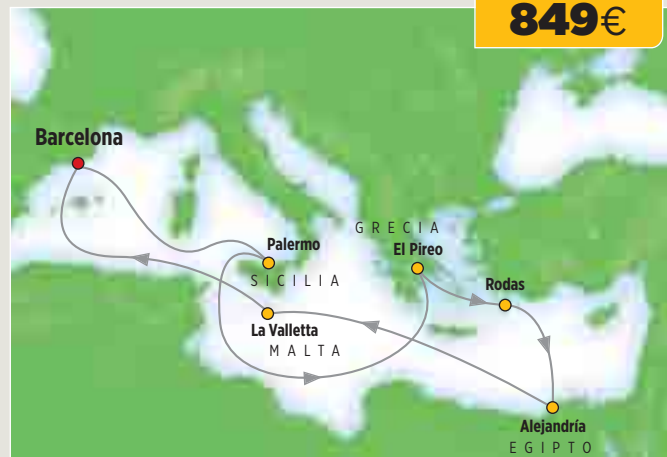 849€
Barcelona
GRECIA
Palermo
El Pireo
SICILIA
Rodas
La Valletta
MALTA
Alejandría
EGIPTO